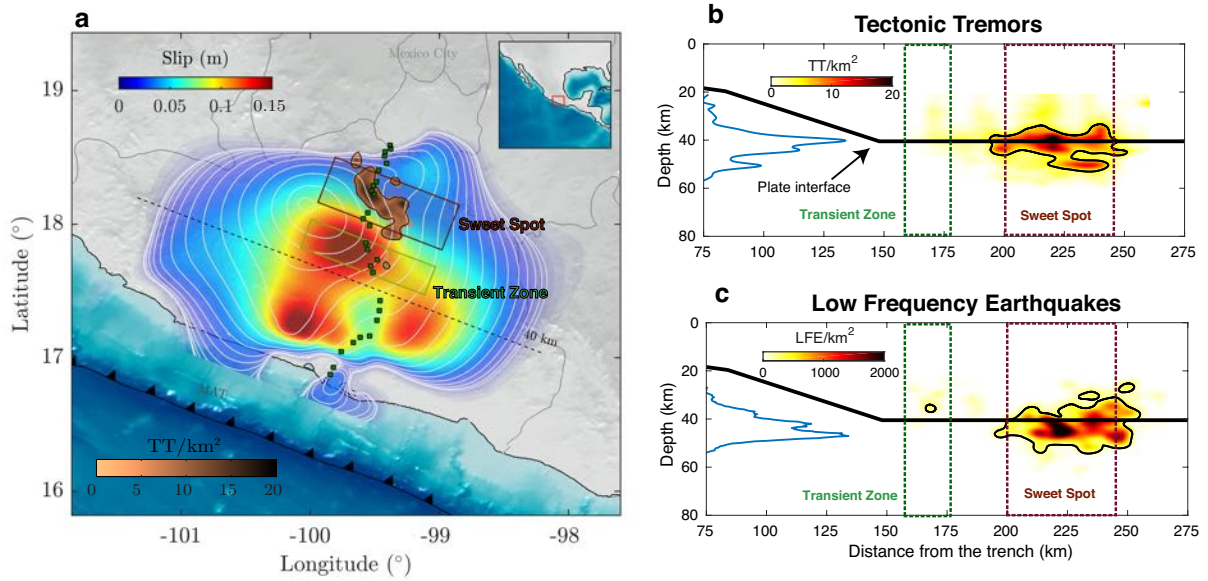 a
Slip (m)
0 0.05 0.1 0.15
Mexico City
19
18
17
16
Latitude (°)
Sweet Spot
Transient Zone
40 km
MAT
TT/km²
0 5 10 15 20
-101 -100 -99 -98
Longitude (°)
b
Tectonic Tremors
0
20
40
60
80
Depth (km)
TT/km²
0 10 20
Plate interface
Transient Zone
Sweet Spot
75 100 125 150 175 200 225 250 275
c
Low Frequency Earthquakes
0
20
40
60
80
Depth (km)
LFE/km²
0 1000 2000
Transient Zone
Sweet Spot
75 100 125 150 175 200 225 250 275
Distance from the trench (km)